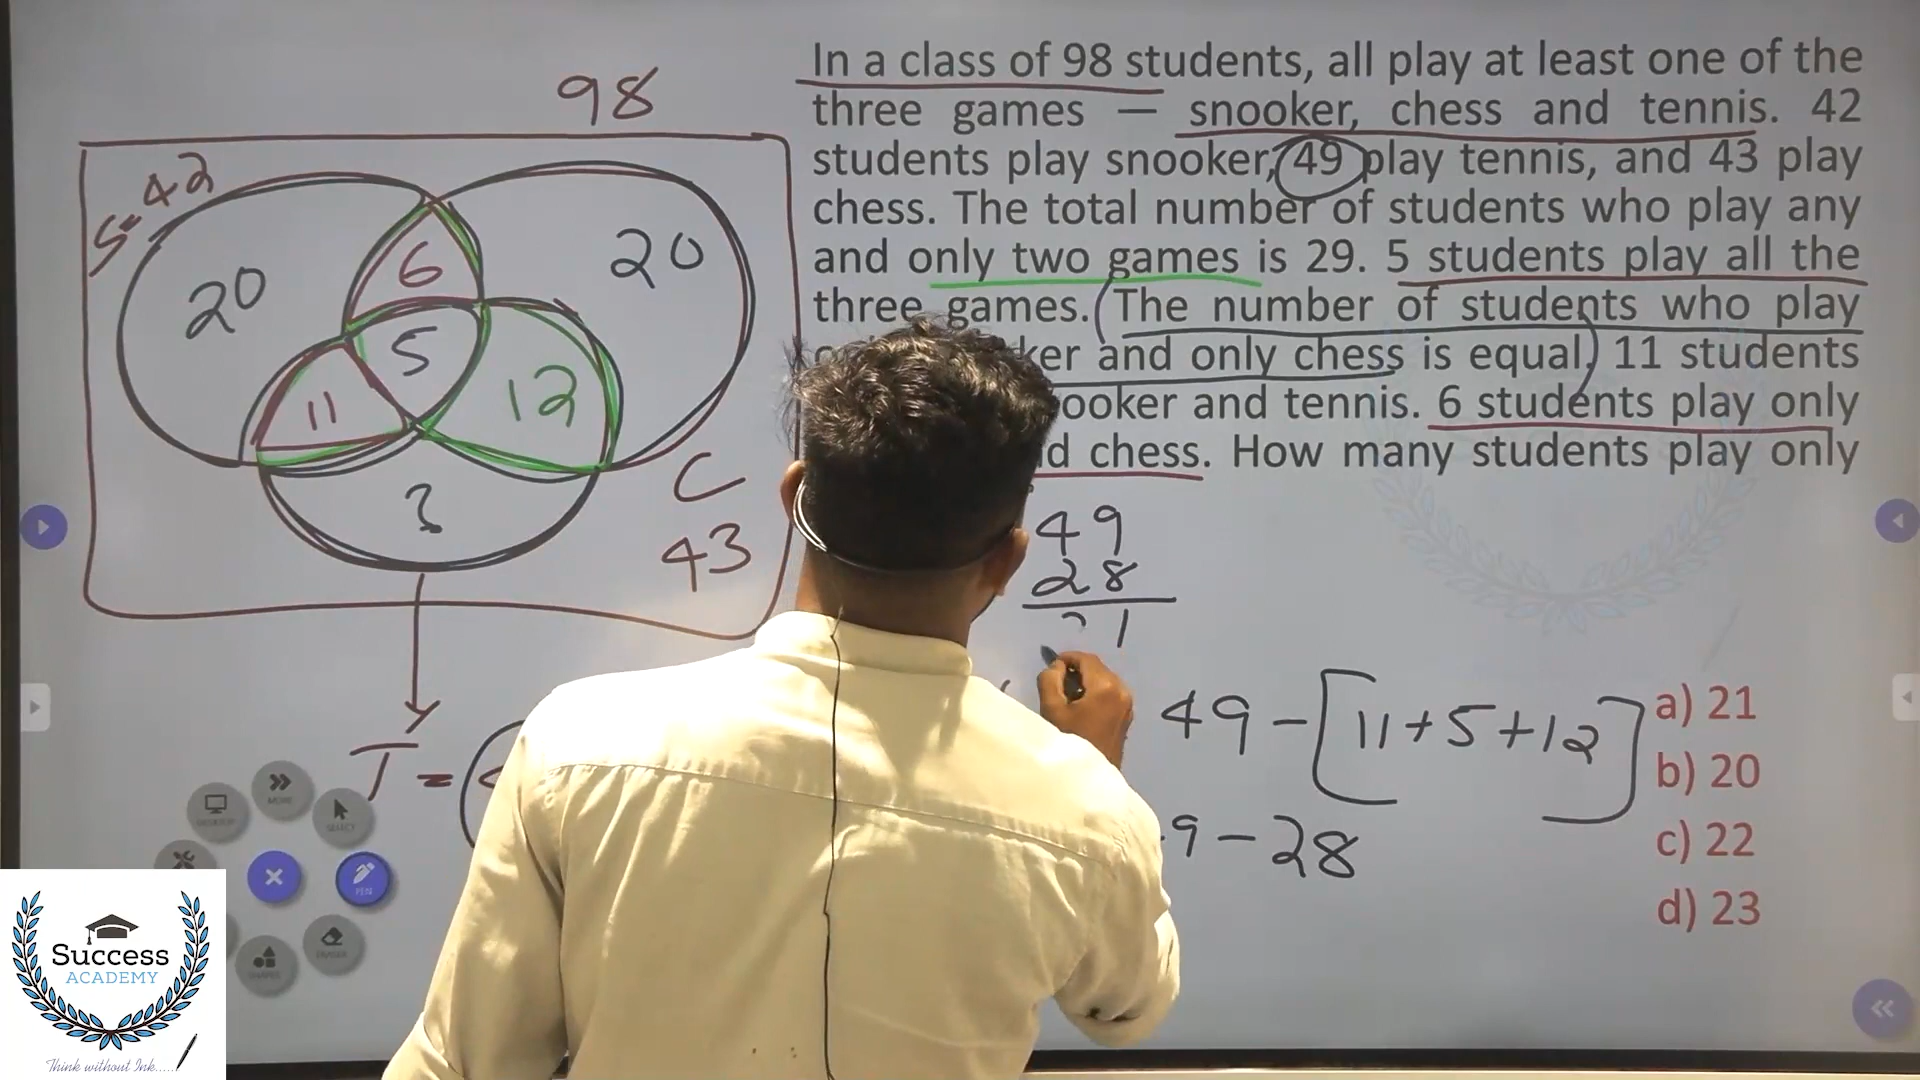 In a class of 98 students, all play at least one of the
three games — snooker, chess and tennis. 42
students play snooker, 49 play tennis, and 43 play
chess. The total number of students who play any
and only two games is 29. 5 students play all the
three games. The number of students who play
and only chess is equal, 11 students
and tennis. 6 students play only
chess. How many students play only
98
S=42
20
6
20
5
11
12
C
43
T =
49
28
21
49-[11+5+12]
9-28
a) 21
b) 20
c) 22
d) 23
MORE
SELECT
PEN
Success
ACADEMY
Think without Ink.....